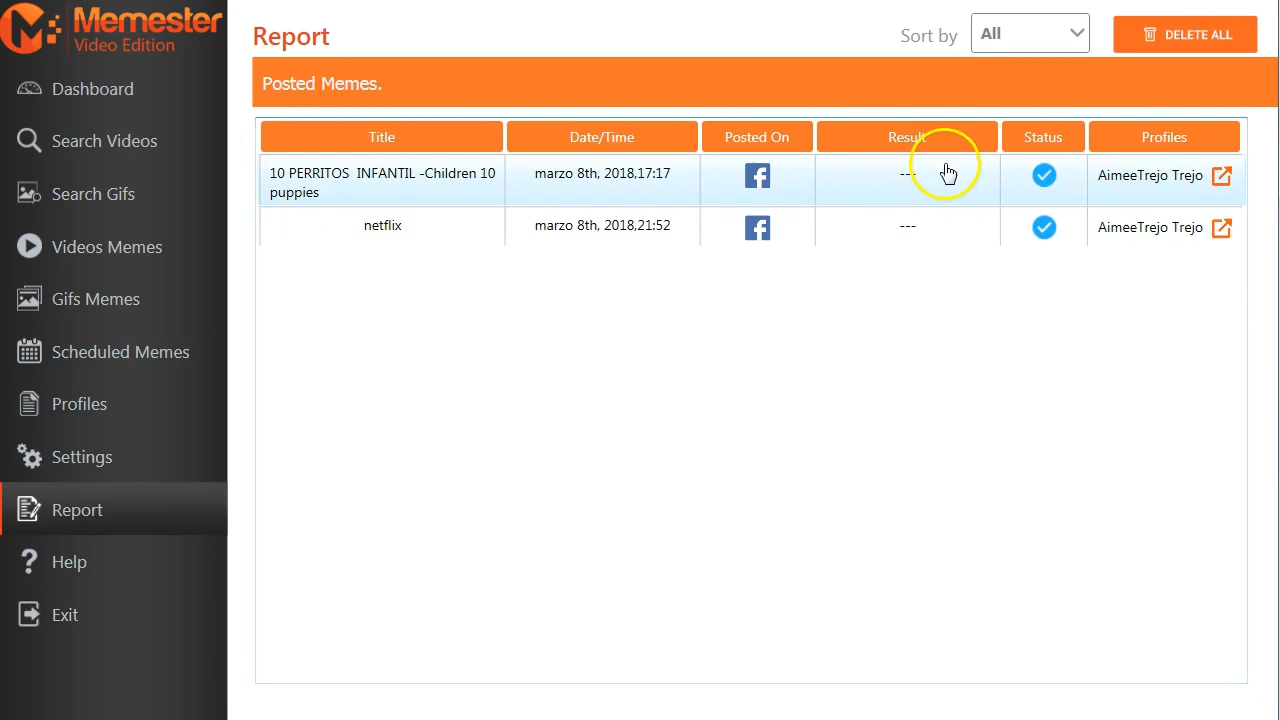 Memester
Video Edition
Dashboard
Search Videos
Search Gifs
Videos Memes
Gifs Memes
Scheduled Memes
Profiles
Settings
Report
Help
Exit
Report
Sort by
All
DELETE ALL
Posted Memes.
Title
Date/Time
Posted On
Result
Status
Profiles
10 PERRITOS INFANTIL -Children 10
puppies
marzo 8th, 2018,17:17
---
AimeeTrejo Trejo
netflix
marzo 8th, 2018,21:52
---
AimeeTrejo Trejo